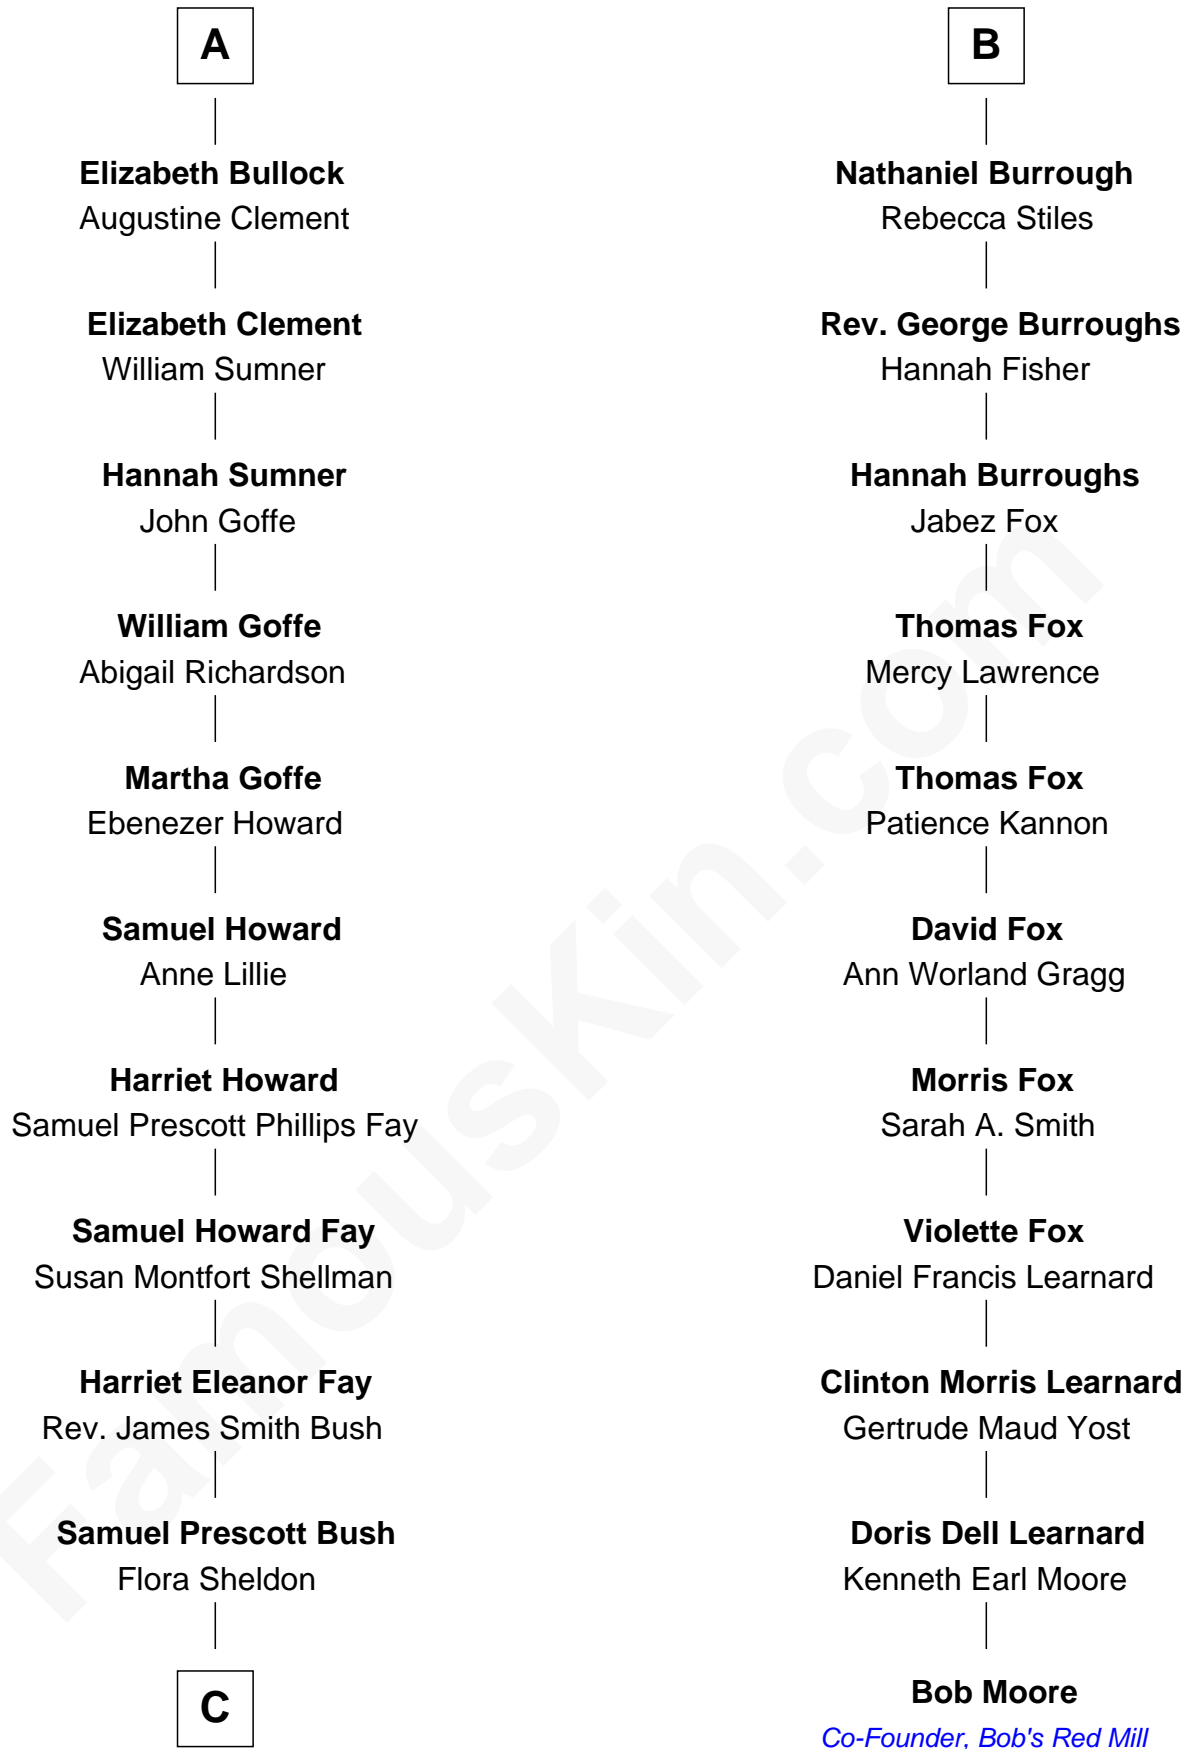 A
Elizabeth Bullock
Augustine Clement
Elizabeth Clement
William Sumner
Hannah Sumner
John Goffe
William Goffe
Abigail Richardson
Martha Goffe
Ebenezer Howard
Samuel Howard
Anne Lillie
Harriet Howard
Samuel Prescott Phillips Fay
Samuel Howard Fay
Susan Montfort Shellman
Harriet Eleanor Fay
Rev. James Smith Bush
Samuel Prescott Bush
Flora Sheldon
C
B
Nathaniel Burrough
Rebecca Stiles
Rev. George Burroughs
Hannah Fisher
Hannah Burroughs
Jabez Fox
Thomas Fox
Mercy Lawrence
Thomas Fox
Patience Kannon
David Fox
Ann Worland Gragg
Morris Fox
Sarah A. Smith
Violette Fox
Daniel Francis Learnard
Clinton Morris Learnard
Gertrude Maud Yost
Doris Dell Learnard
Kenneth Earl Moore
Bob Moore
Co-Founder, Bob's Red Mill
FamousKin.com